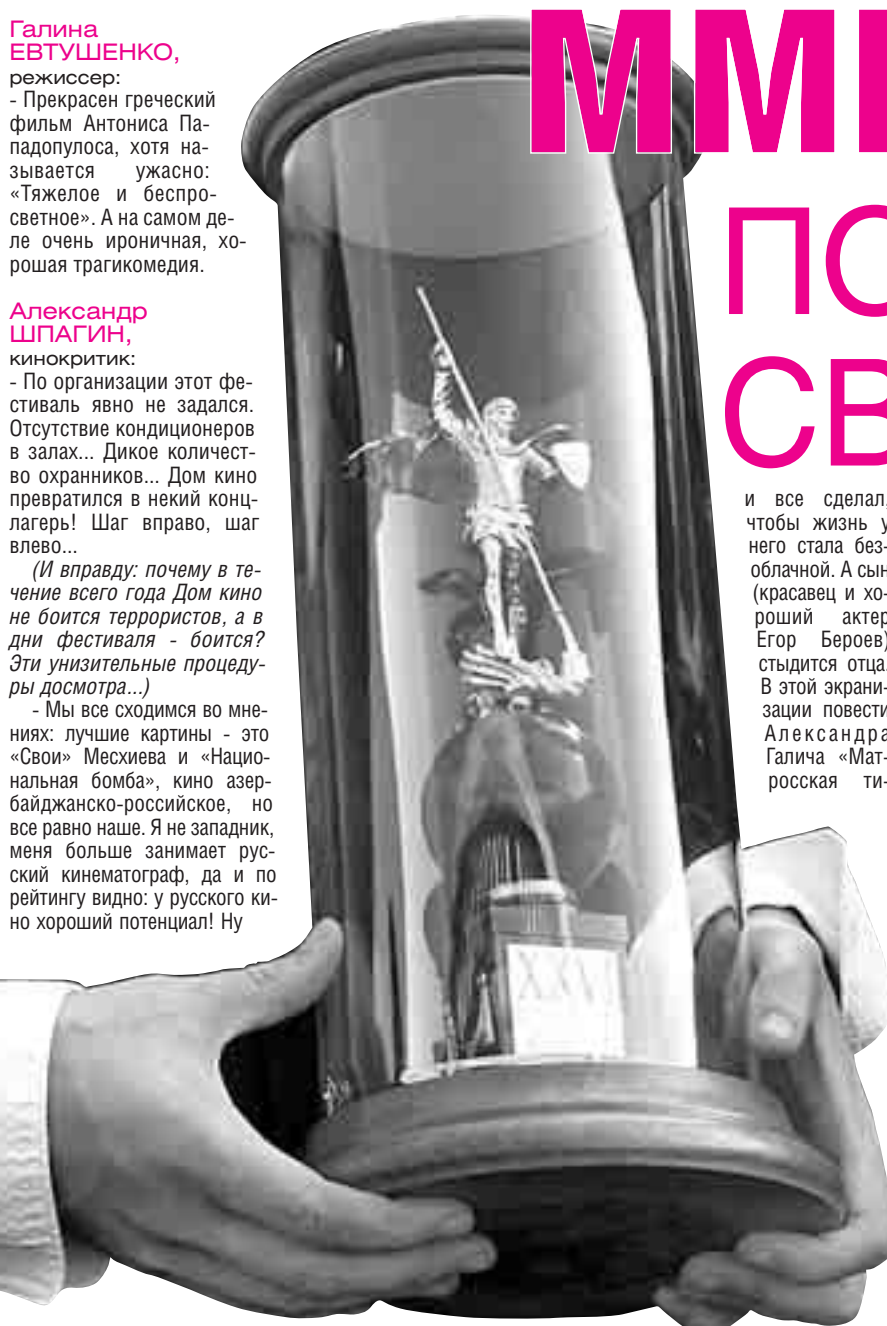 Галина
ЕВТУШЕНКО,
режиссер:
- Прекрасен греческий
фильм Антониса Па-
падопулоса, хотя на-
зывается ужасно:
«Тяжелое и беспро-
светное». А на самом де-
ле очень ироничная, хо-
рошая трагикомедия.
Александр
ШПАГИН,
кинокритик:
- По организации этот фе-
стиваль явно не задался.
Отсутствие кондиционеров
в залах... Дикое количест-
во охранников... Дом кино
превратился в некий конц-
лагерь! Шаг вправо, шаг
влево...
(И вправду: почему в те-
чение всего года Дом кино
не боится террористов, а в
дни фестиваля - боится?
Эти унизительные процеду-
ры досмотра...)
- Мы все сходимся во мне-
ниях: лучшие картины - это
«Свои» Месхиева и «Нацио-
нальная бомба», кино азер-
байджанско-российское, но
все равно наше. Я не западник,
меня больше занимает рус-
ский кинематограф, да и по
рейтингу видно: у русского ки-
но хороший потенциал! Ну
ММ
ПО
СВ
и все сделал,
чтобы жизнь у
него стала без-
облачной. А сын
(красавец и хо-
роший актер
Егор Бероев)
стыдится отца.
В этой экрани-
зации повести
Александра
Галича «Мат-
росская ти-
XXVI